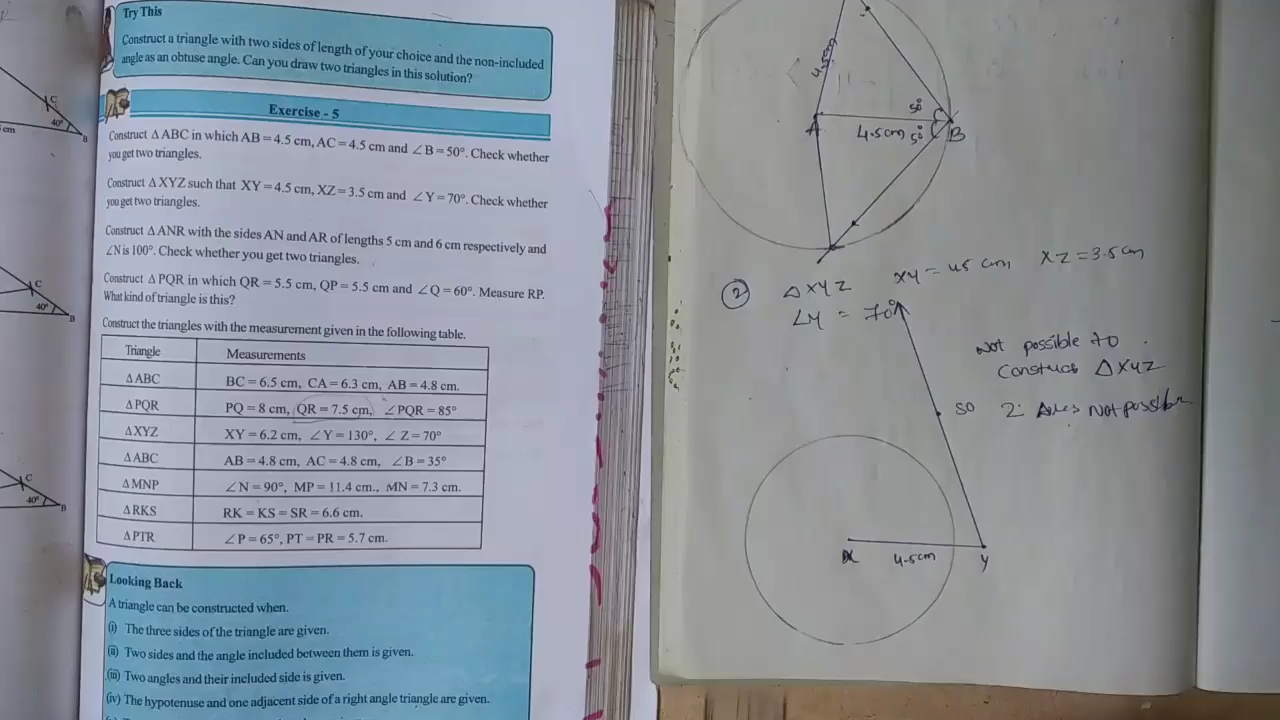 C
40°
B
cm
C
40°
B
C
40°
B
Try This
Construct a triangle with two sides of length of your choice and the non-included
angle as an obtuse angle. Can you draw two triangles in this solution?
Exercise - 5
Construct Δ ABC in which AB = 4.5 cm, AC = 4.5 cm and ∠B = 50°. Check whether
you get two triangles.
Construct Δ XYZ such that XY = 4.5 cm, XZ = 3.5 cm and ∠Y = 70°. Check whether
you get two triangles.
Construct Δ ANR with the sides AN and AR of lengths 5 cm and 6 cm respectively and
∠N is 100°. Check whether you get two triangles.
Construct Δ PQR in which QR = 5.5 cm, QP = 5.5 cm and ∠Q = 60°. Measure RP.
What kind of triangle is this?
Construct the triangles with the measurement given in the following table.
Triangle Measurements
Δ ABC BC = 6.5 cm, CA = 6.3 cm, AB = 4.8 cm.
Δ PQR PQ = 8 cm, QR = 7.5 cm, ∠PQR = 85°
Δ XYZ XY = 6.2 cm, ∠Y = 130°, ∠Z = 70°
Δ ABC AB = 4.8 cm, AC = 4.8 cm, ∠B = 35°
Δ MNP ∠N = 90°, MP = 11.4 cm., MN = 7.3 cm.
Δ RKS RK = KS = SR = 6.6 cm.
Δ PTR ∠P = 65°, PT = PR = 5.7 cm.
Looking Back
A triangle can be constructed when.
(i) The three sides of the triangle are given.
(ii) Two sides and the angle included between them is given.
(iii) Two angles and their included side is given.
(iv) The hypotenuse and one adjacent side of a right angle triangle are given.
4.5cm
50°
A
4.5cm
50°
B
2 ΔXYZ XY = 4.5 cm XZ = 3.5 cm
∠Y = 70°
Not possible to
Construct ΔXYZ
so 2 Δles Not possible
X
4.5cm
Y